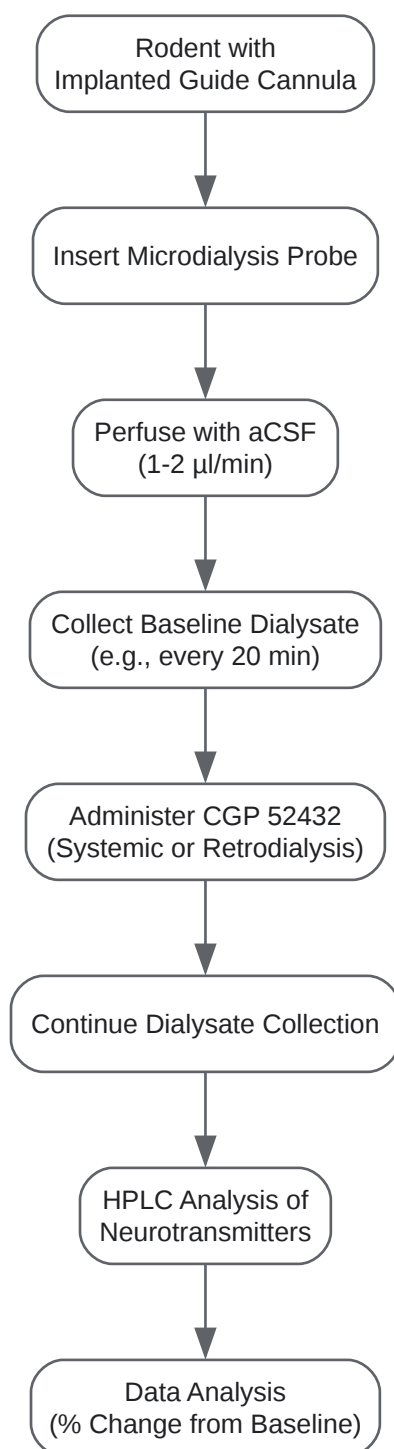 Rodent with
Implanted Guide Cannula
Insert Microdialysis Probe
Perfuse with aCSF
(1-2 µl/min)
Collect Baseline Dialysate
(e.g., every 20 min)
Administer CGP 52432
(Systemic or Retrodialysis)
Continue Dialysate Collection
HPLC Analysis of
Neurotransmitters
Data Analysis
(% Change from Baseline)